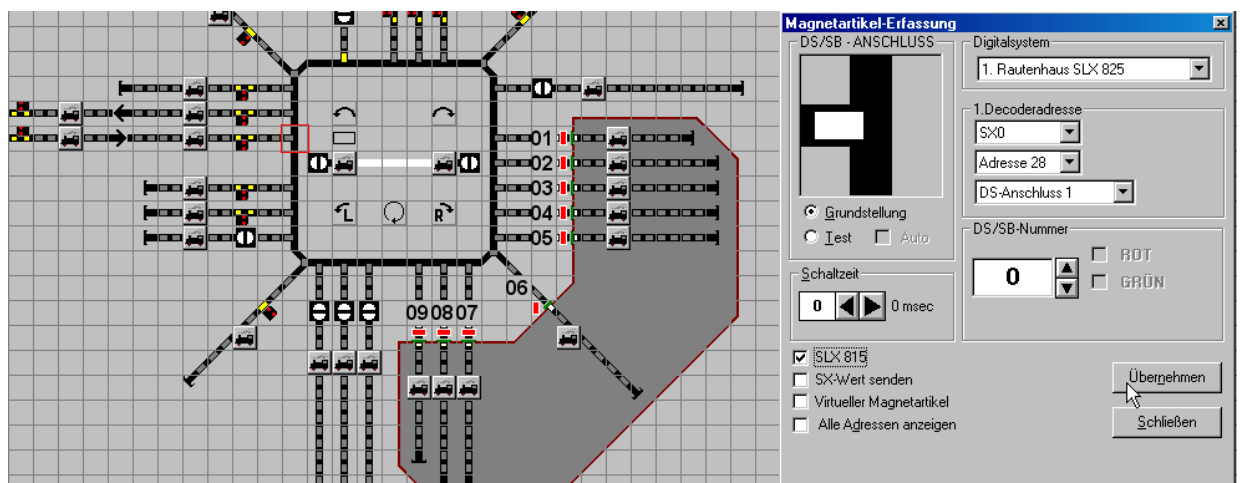 01
02
03
04
05
06
09 08 07
L
R
Magnetartikel-Erfassung
DS/SB - ANSCHLUSS
Grundstellung
Test Auto
Schaltzeit
0 0 msec
SLX 815
SX-Wert senden
Virtueller Magnetartikel
Alle Adressen anzeigen
Digitalsystem
1. Rautenhaus SLX 825
1.Decoderadresse
SX0
Adresse 28
DS-Anschluss 1
DS/SB-Nummer
0
ROT
GRÜN
Übernehmen
Schließen